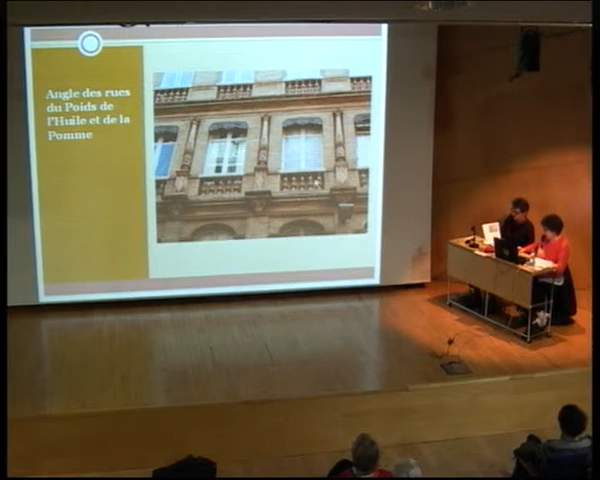 Angle des rues
du Poids de
l'Huile et de la
Pomme